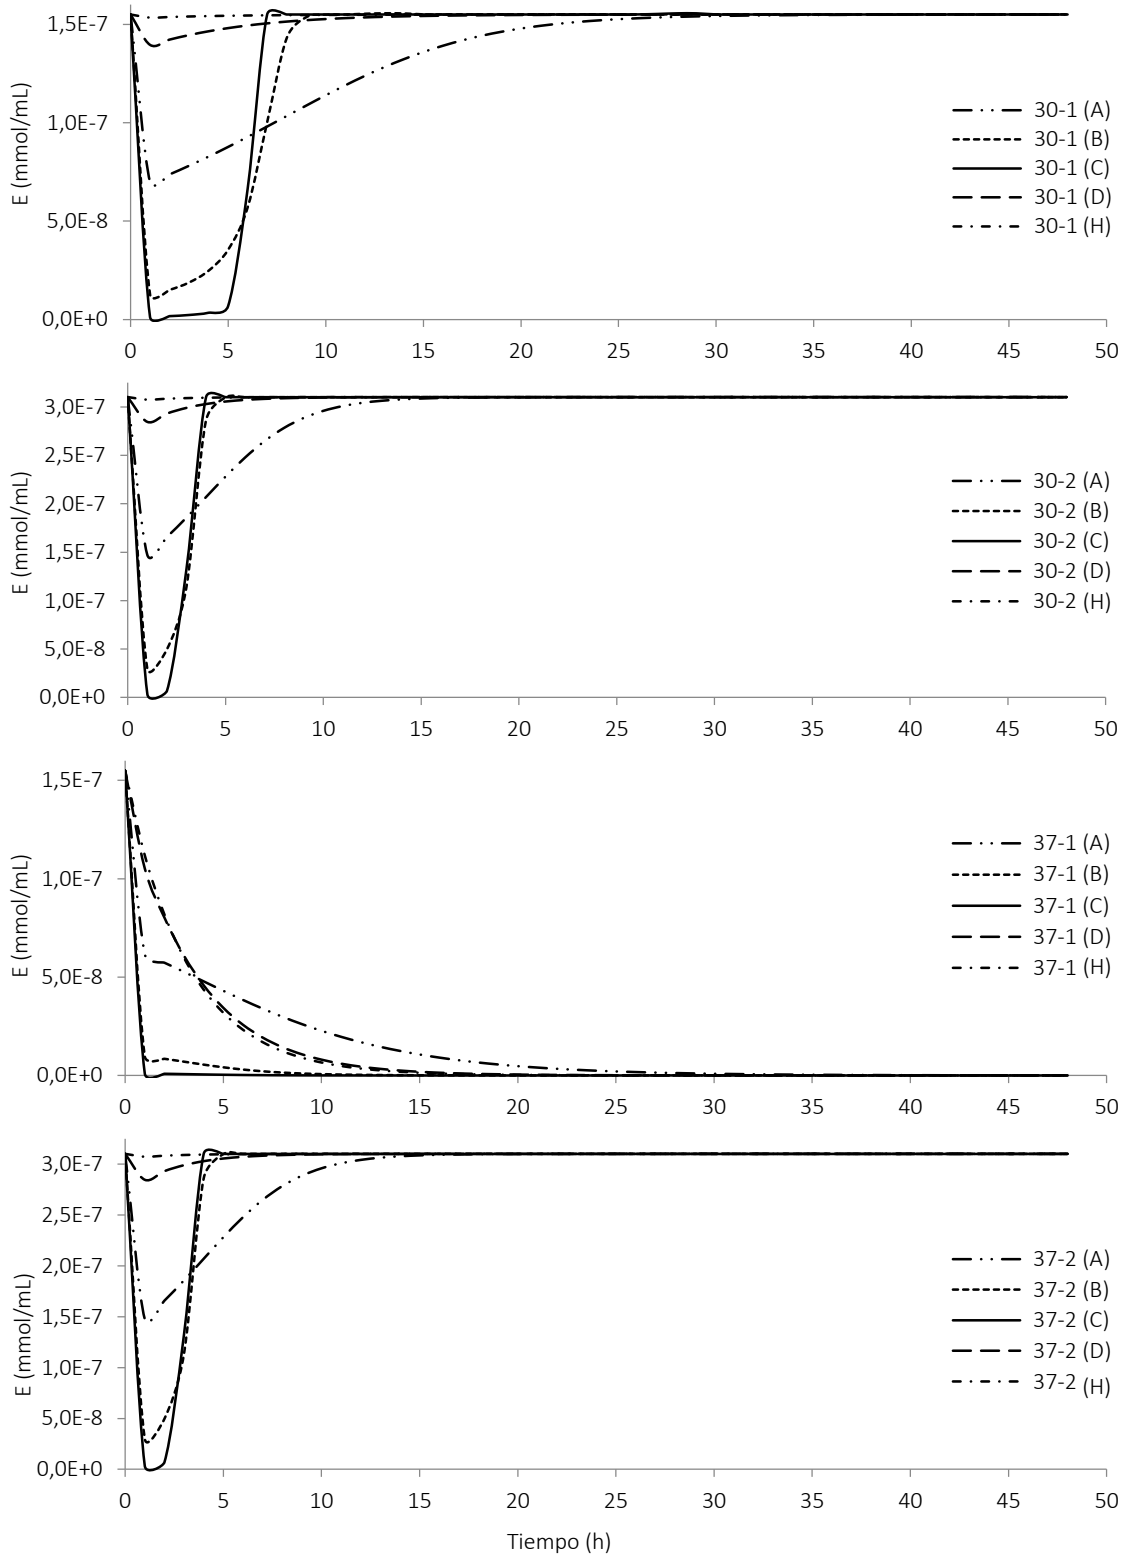 1,5E-7
1,0E-7
5,0E-8
0,0E+0
E (mmol/mL)
30-1 (A)
30-1 (B)
30-1 (C)
30-1 (D)
30-1 (H)
0 5 10 15 20 25 30 35 40 45 50
3,0E-7
2,5E-7
2,0E-7
1,5E-7
1,0E-7
5,0E-8
0,0E+0
E (mmol/mL)
30-2 (A)
30-2 (B)
30-2 (C)
30-2 (D)
30-2 (H)
0 5 10 15 20 25 30 35 40 45 50
1,5E-7
1,0E-7
5,0E-8
0,0E+0
E (mmol/mL)
37-1 (A)
37-1 (B)
37-1 (C)
37-1 (D)
37-1 (H)
0 5 10 15 20 25 30 35 40 45 50
3,0E-7
2,5E-7
2,0E-7
1,5E-7
1,0E-7
5,0E-8
0,0E+0
E (mmol/mL)
37-2 (A)
37-2 (B)
37-2 (C)
37-2 (D)
37-2 (H)
0 5 10 15 20 25 30 35 40 45 50
Tiempo (h)